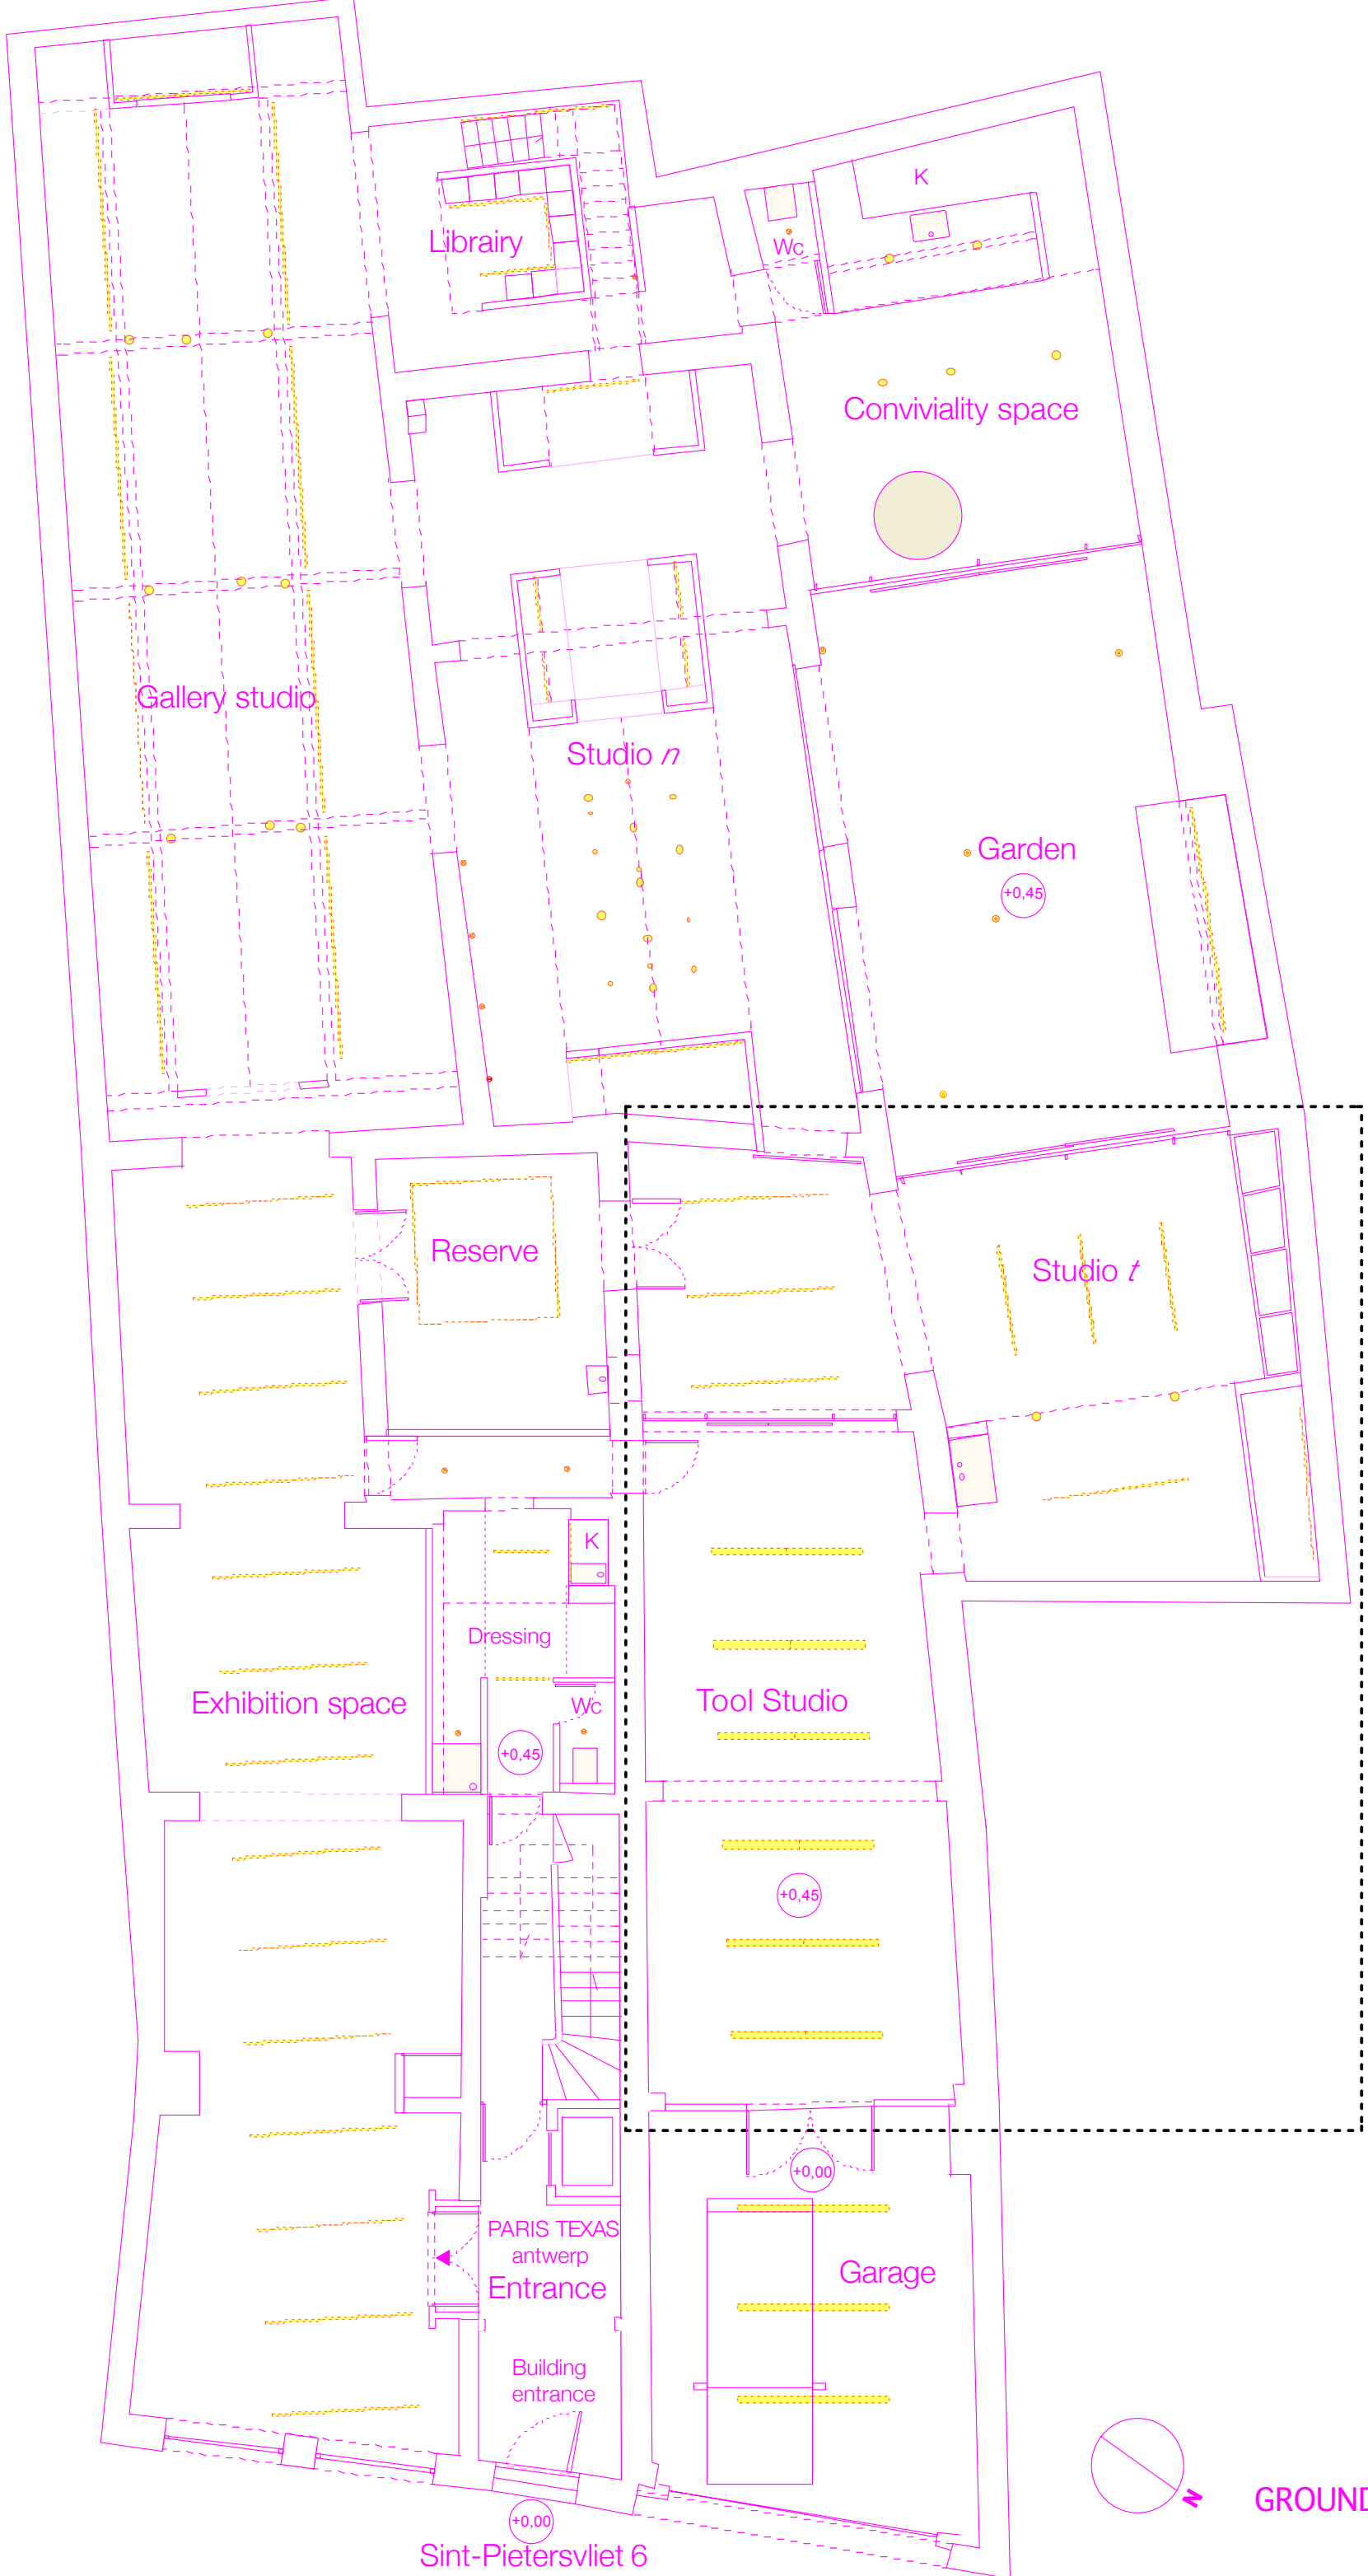 K
Librairy
Wc
Conviviality space
Gallery studio
Studio n
Garden
+0,45
Reserve
Studio t
K
Dressing
Exhibition space
Wc
Tool Studio
+0,45
+0,45
+0,00
PARIS TEXAS
antwerp
Entrance
Garage
Building
entrance
N
GROUND
+0,00
Sint-Pietersvliet 6